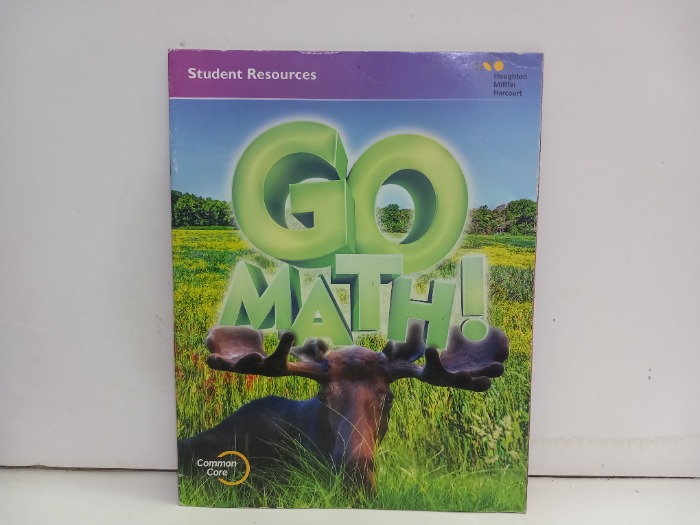 Student Resources
Houghton
Mifflin
Harcourt
GO
MATH!
Common
Core